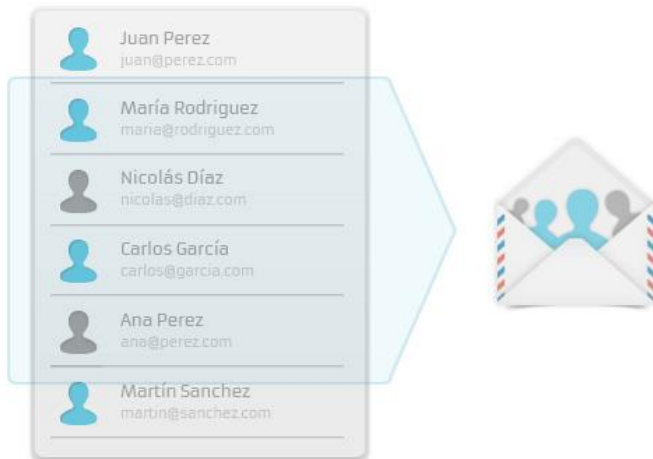 Juan Perez
juan@perez.com
María Rodriguez
maria@rodriguez.com
Nicolás Díaz
nicolas@diaz.com
Carlos García
carlos@garcia.com
Ana Perez
ana@perez.com
Martín Sanchez
martin@sanchez.com